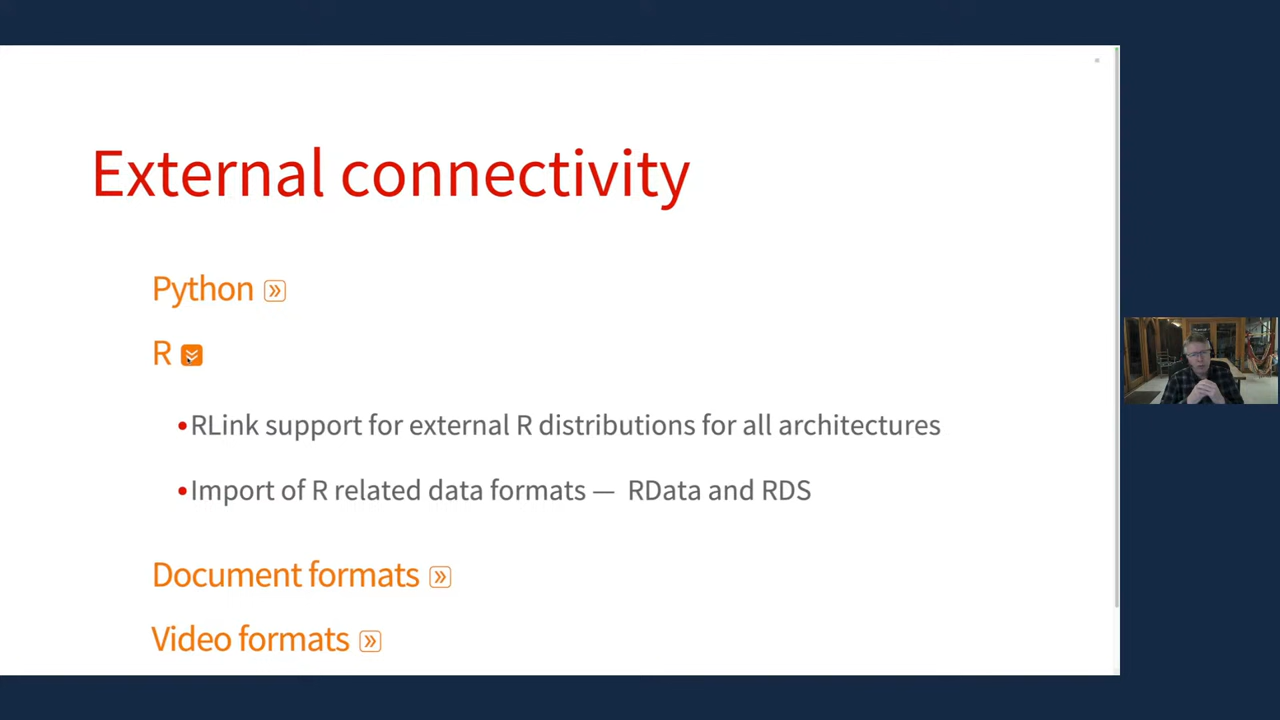 External connectivity
Python
R
•RLink support for external R distributions for all architectures
•Import of R related data formats — RData and RDS
Document formats
Video formats